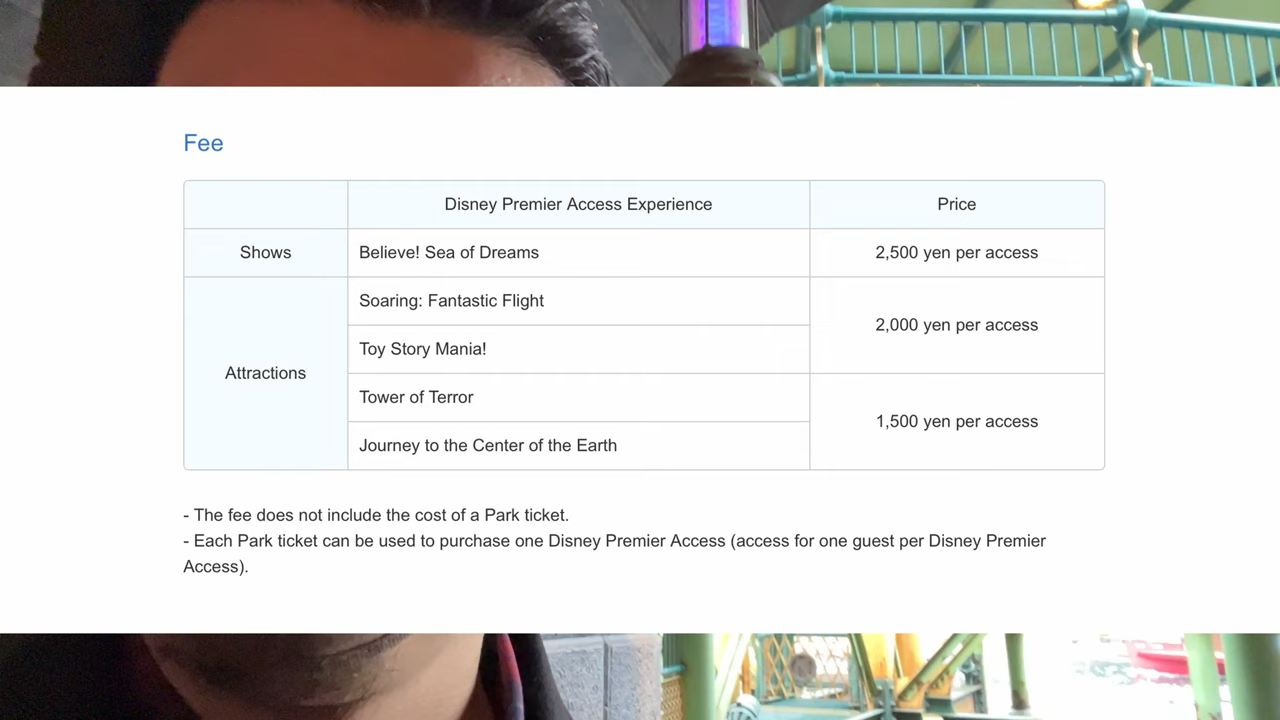 Fee
Disney Premier Access Experience
Price
Shows
Believe! Sea of Dreams
2,500 yen per access
Attractions
Soaring: Fantastic Flight
2,000 yen per access
Toy Story Mania!
Tower of Terror
1,500 yen per access
Journey to the Center of the Earth
- The fee does not include the cost of a Park ticket.
- Each Park ticket can be used to purchase one Disney Premier Access (access for one guest per Disney Premier
Access).